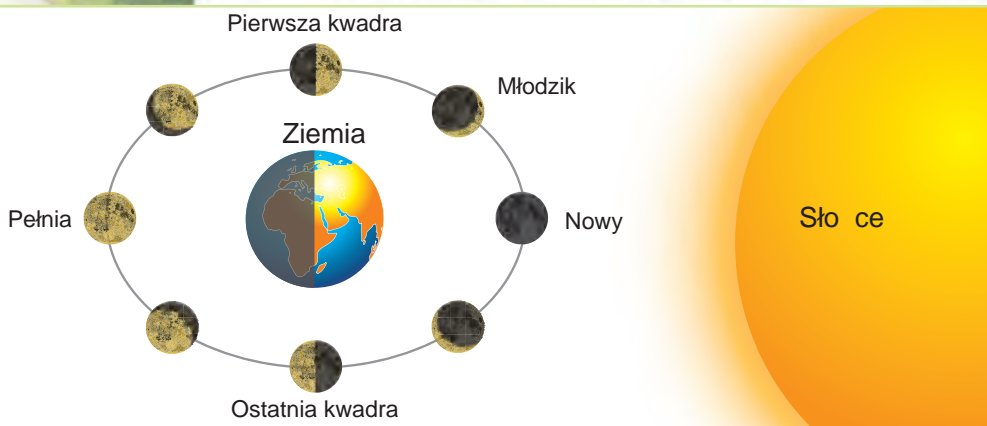 Pierwsza kwadra
Młodzik
Ziemia
Pełnia
Nowy
Sło ce
Ostatnia kwadra